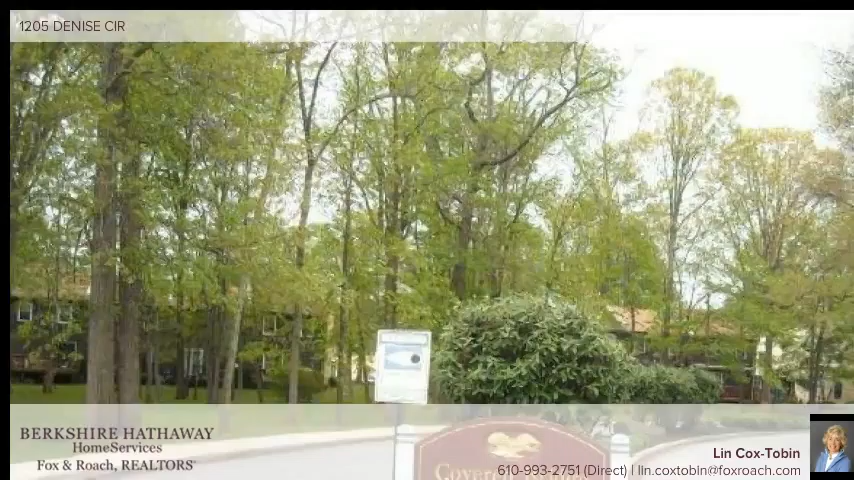 1205 DENISE CIR
BERKSHIRE HATHAWAY
HomeServices
Fox & Roach, REALTORS
Lin Cox-Tobin
610-993-2751 (Direct) | lin.coxtobin@foxroach.com